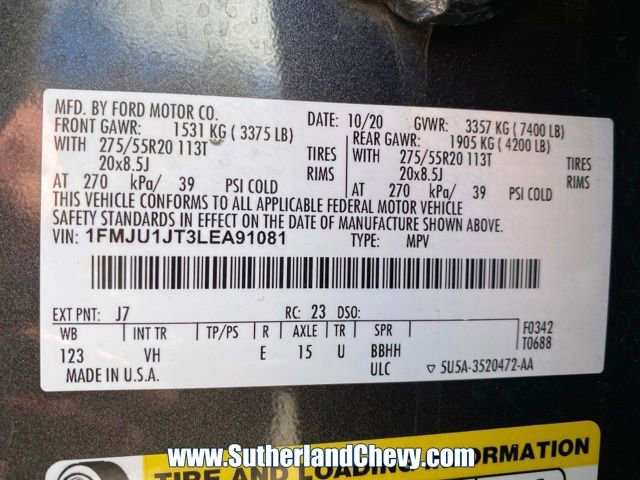 MFD. BY FORD MOTOR CO.
DATE: 10/20 GVWR: 3357 KG ( 7400 LB)
FRONT GAWR: 1531 KG ( 3375 LB)
REAR GAWR: 1905 KG ( 4200 LB)
WITH 275/55R20 113T TIRES
WITH 275/55R20 113T TIRES
20x8.5J RIMS
20x8.5J RIMS
AT 270 kPa/ 39 PSI COLD
AT 270 kPa/ 39 PSI COLD
THIS VEHICLE CONFORMS TO ALL APPLICABLE FEDERAL MOTOR VEHICLE
SAFETY STANDARDS IN EFFECT ON THE DATE OF MANUFACTURE SHOWN ABOVE.
VIN: 1FMJU1JT3LEA91081 TYPE: MPV
EXT PNT: J7 RC: 23 DSO:
WB INT TR TP/PS R AXLE TR SPR F0342
T0688
123 VH E 15 U BBHH
ULC ▽ 5U5A-3520472-AA
MADE IN U.S.A.
TIRE AND LOADING INFORMATION
www.SutherlandChevy.com